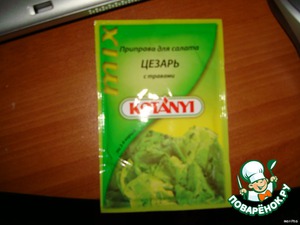 mix
Приправа для салата
ЦЕЗАРЬ
с травами
KOTÁNYI
ПОВАРЁНОК.РУ